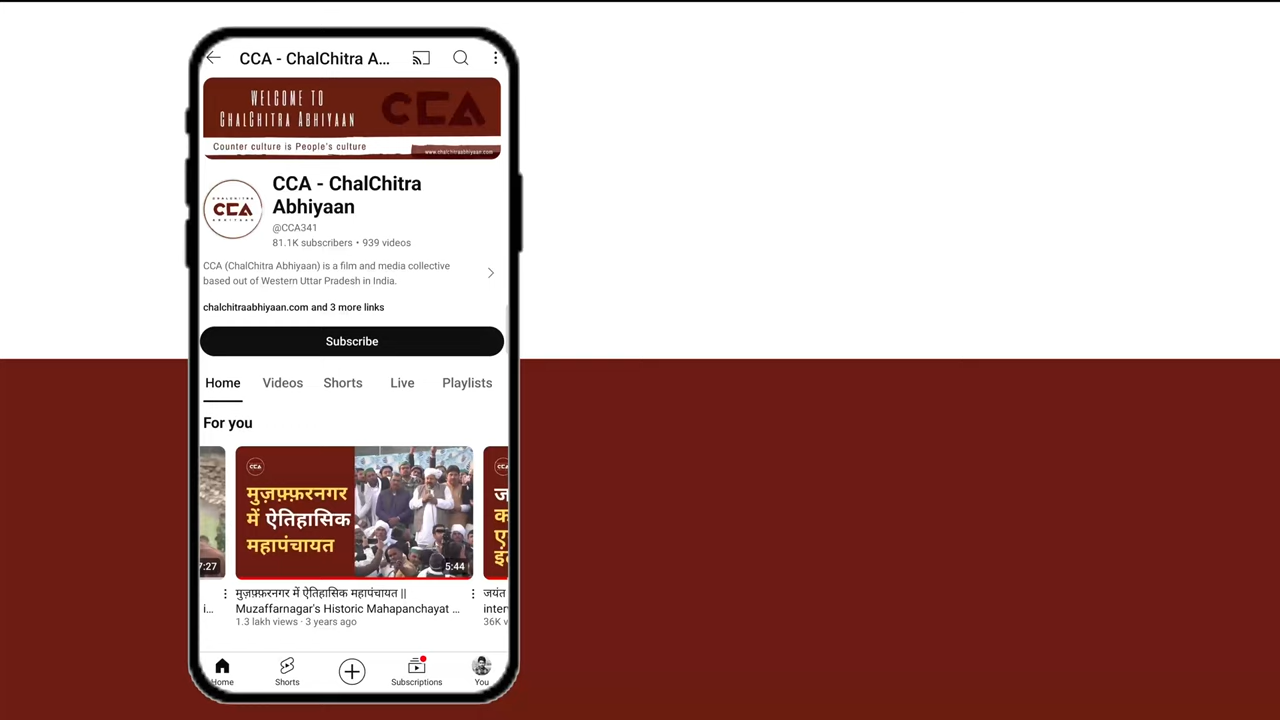 CCA - ChalChitra A...
WELCOME TO
CHALCHITRA ABHIYAAN
CCA
Counter culture is People's culture
www.chalchitraabhiyaan.com
CHALCHITRA
CCA
ABHIYAAN
CCA - ChalChitra
Abhiyaan
@CCA341
81.1K subscribers • 939 videos
CCA (ChalChitra Abhiyaan) is a film and media collective
based out of Western Uttar Pradesh in India.
chalchitraabhiyaan.com and 3 more links
Subscribe
Home Videos Shorts Live Playlists
For you
CCA
मुज़फ़्फ़रनगर
में ऐतिहासिक
महापंचायत
7:27
5:44
मुज़फ़्फ़रनगर में ऐतिहासिक महापंचायत ||
Muzaffarnagar's Historic Mahapanchayat ...
1.3 lakh views · 3 years ago
i...
जयंत
inter
36K v
Home Shorts Subscriptions You